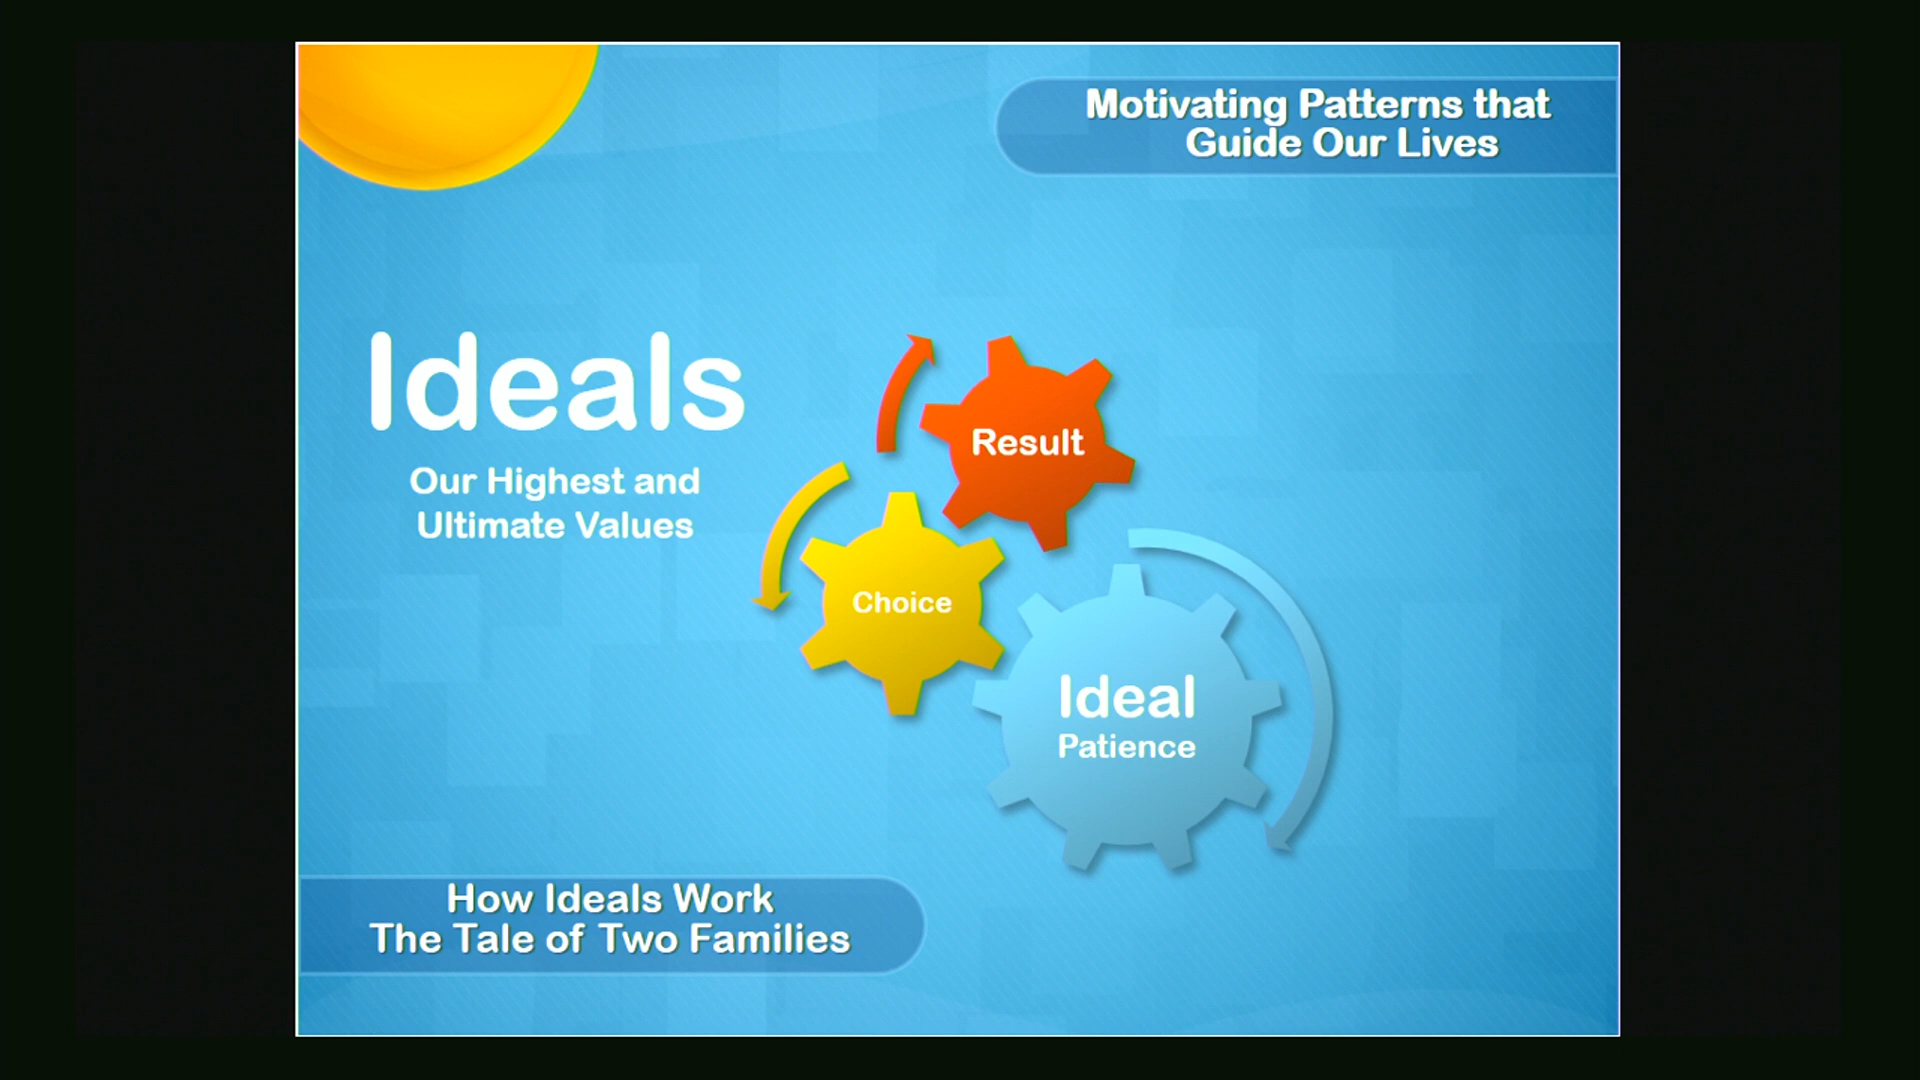 Motivating Patterns that
Guide Our Lives
Ideals
Our Highest and
Ultimate Values
Result
Choice
Ideal
Patience
How Ideals Work
The Tale of Two Families